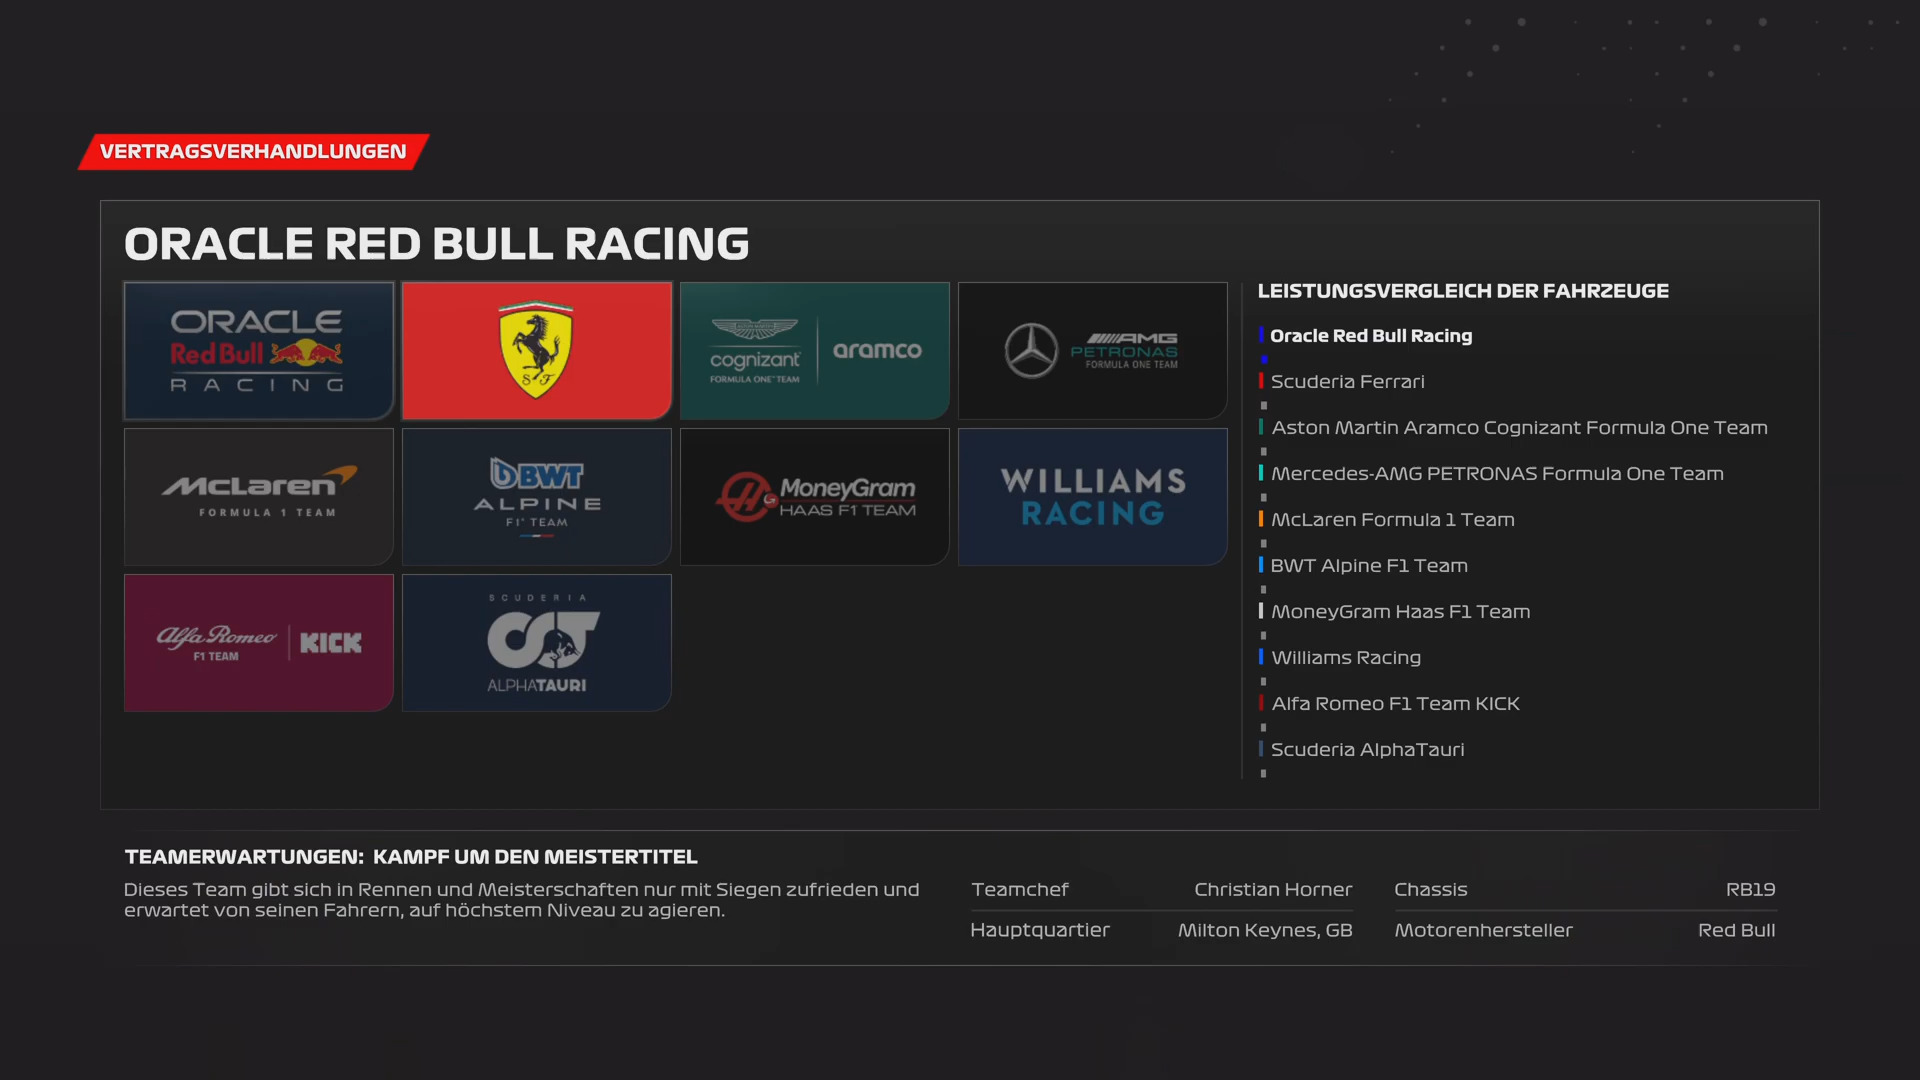 VERTRAGSVERHANDLUNGEN
ORACLE RED BULL RACING
ORACLE
Red Bull
RACING
S F
ASTON MARTIN
cognizant
FORMULA ONE™ TEAM
aramco
AMG
PETRONAS
FORMULA ONE TEAM
McLaren
FORMULA 1 TEAM
BWT
ALPINE
F1® TEAM
MoneyGram
HAAS F1 TEAM
WILLIAMS
RACING
Alfa Romeo
F1 TEAM
KICK
SCUDERIA
ALPHATAURI
LEISTUNGSVERGLEICH DER FAHRZEUGE
Oracle Red Bull Racing
Scuderia Ferrari
Aston Martin Aramco Cognizant Formula One Team
Mercedes-AMG PETRONAS Formula One Team
McLaren Formula 1 Team
BWT Alpine F1 Team
MoneyGram Haas F1 Team
Williams Racing
Alfa Romeo F1 Team KICK
Scuderia AlphaTauri
TEAMERWARTUNGEN: KAMPF UM DEN MEISTERTITEL
Dieses Team gibt sich in Rennen und Meisterschaften nur mit Siegen zufrieden und
erwartet von seinen Fahrern, auf höchstem Niveau zu agieren.
Teamchef Christian Horner
Hauptquartier Milton Keynes, GB
Chassis RB19
Motorenhersteller Red Bull